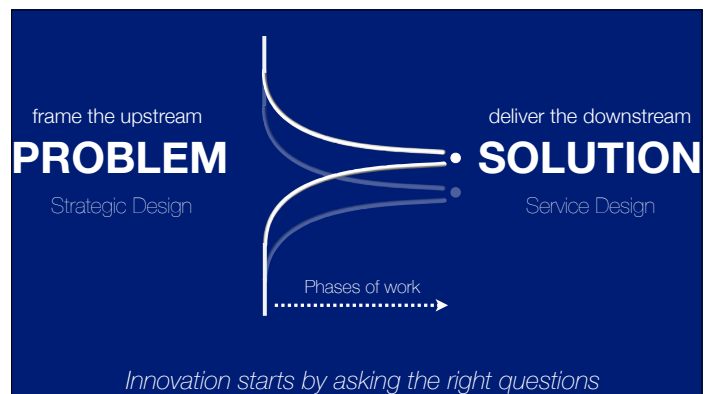 frame the upstream
PROBLEM
Strategic Design
deliver the downstream
SOLUTION
Service Design
Phases of work
Innovation starts by asking the right questions